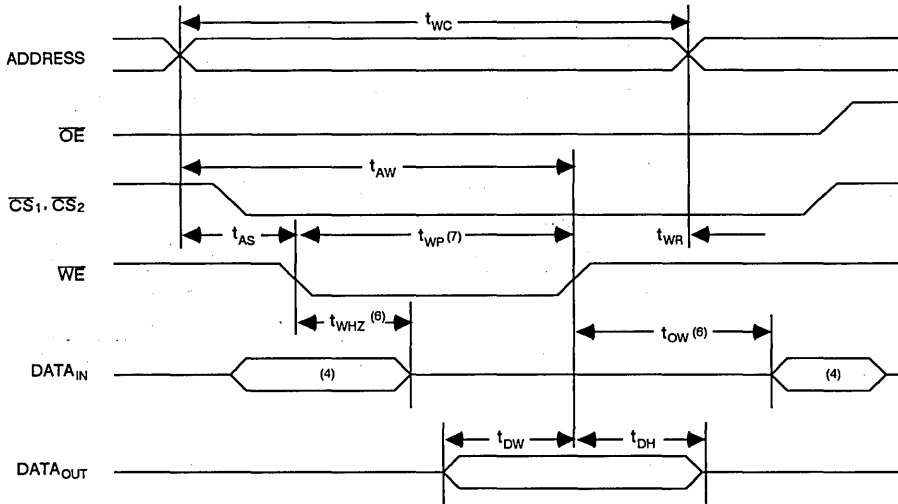 tWC
ADDRESS
OE
tAW
CS1, CS2
tAS
tWP (7)
tWR
WE
tWHZ (6)
tOW (6)
DATAIN
(4)
(4)
tDW
tDH
DATAOUT